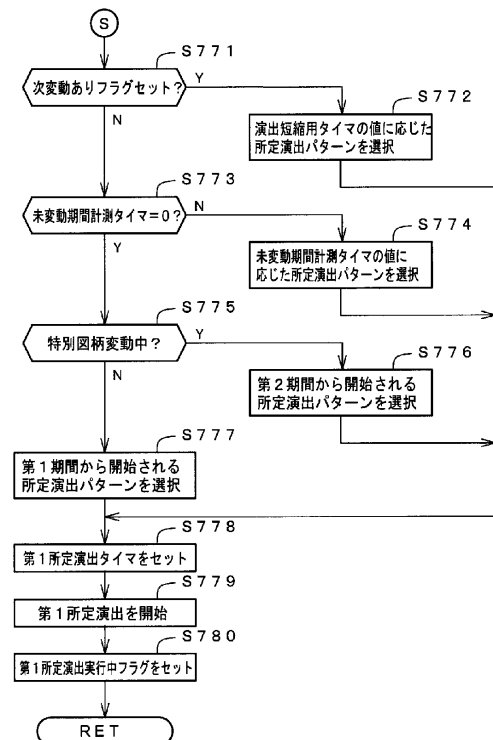 S
S771
次変動ありフラグセット?
Y
N
S772
演出短縮用タイマの値に応じた
所定演出パターンを選択
S773
未変動期間計測タイマ=0?
N
Y
S774
未変動期間計測タイマの値に
応じた所定演出パターンを選択
S775
特別図柄変動中?
Y
N
S776
第2期間から開始される
所定演出パターンを選択
S777
第1期間から開始される
所定演出パターンを選択
S778
第1所定演出タイマをセット
S779
第1所定演出を開始
S780
第1所定演出実行中フラグをセット
RET